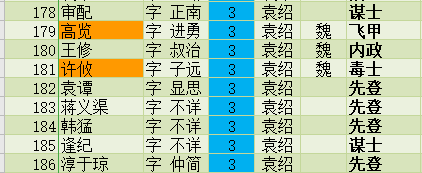 178 审配 字 正南 3 袁绍 谋士
179 高览 字 进勇 3 袁绍 魏 飞甲
180 王修 字 叔治 3 袁绍 魏 内政
181 许攸 字 子远 3 袁绍 魏 毒士
182 袁谭 字 显思 3 袁绍 先登
183 蒋义渠 字 不详 3 袁绍 先登
184 韩猛 字 不详 3 袁绍 先登
185 逢纪 字 不详 3 袁绍 谋士
186 淳于琼 字 仲简 3 袁绍 先登